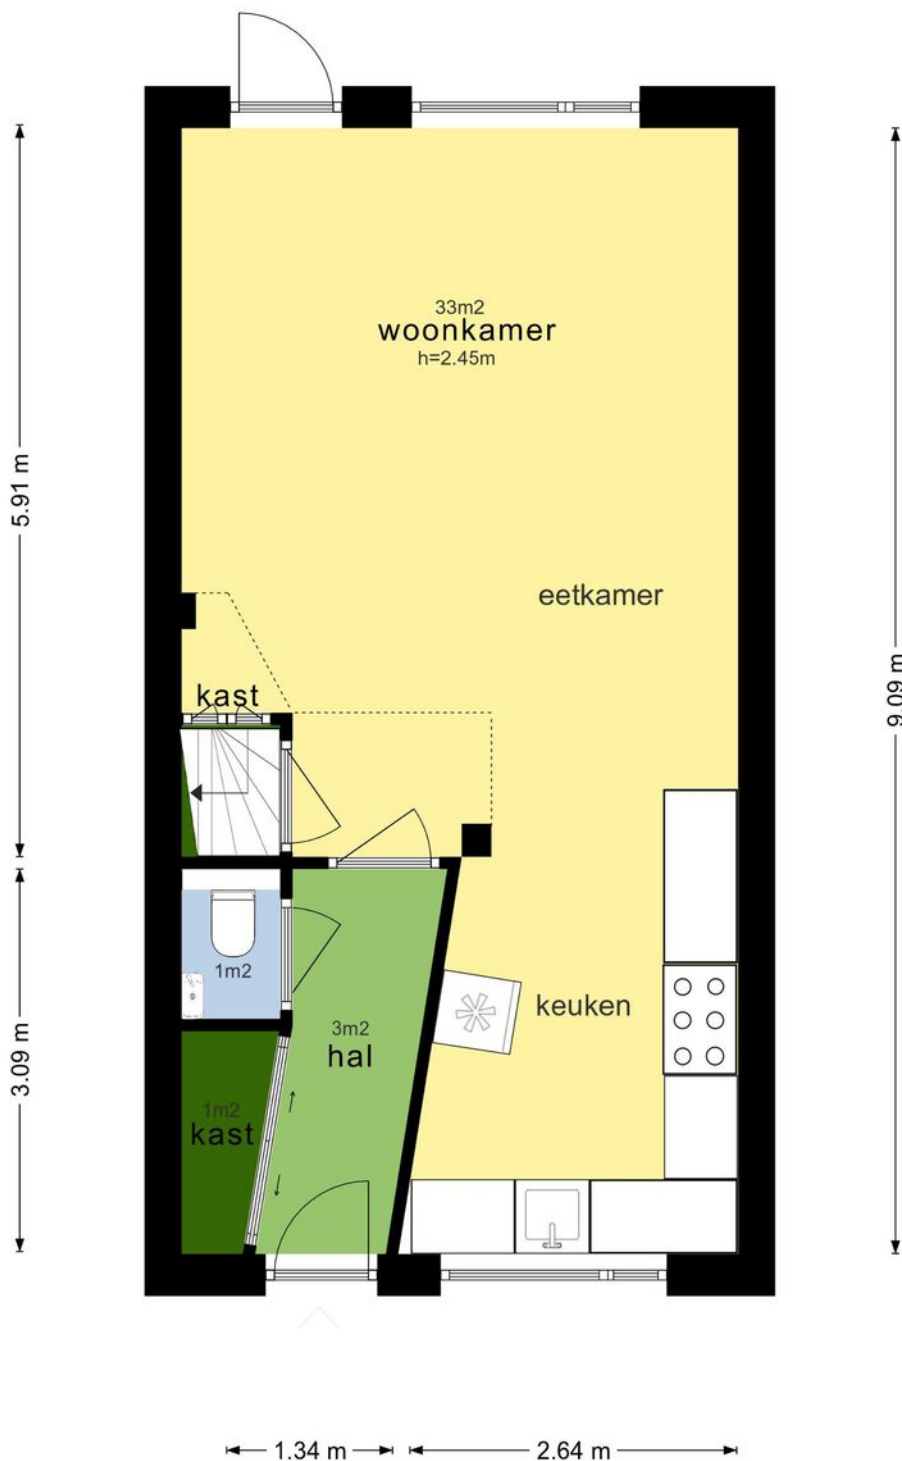 33m2
woonkamer
h=2.45m
5.91 m
eetkamer
9.09 m
kast
1m2
keuken
3m2
hal
1m2
kast
3.09 m
1.34 m
2.64 m